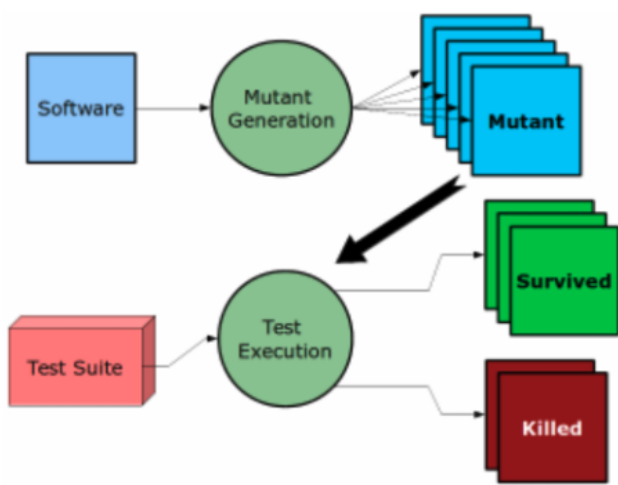 Software
Mutant
Generation
Mutant
Survived
Test
Execution
Test Suite
Killed